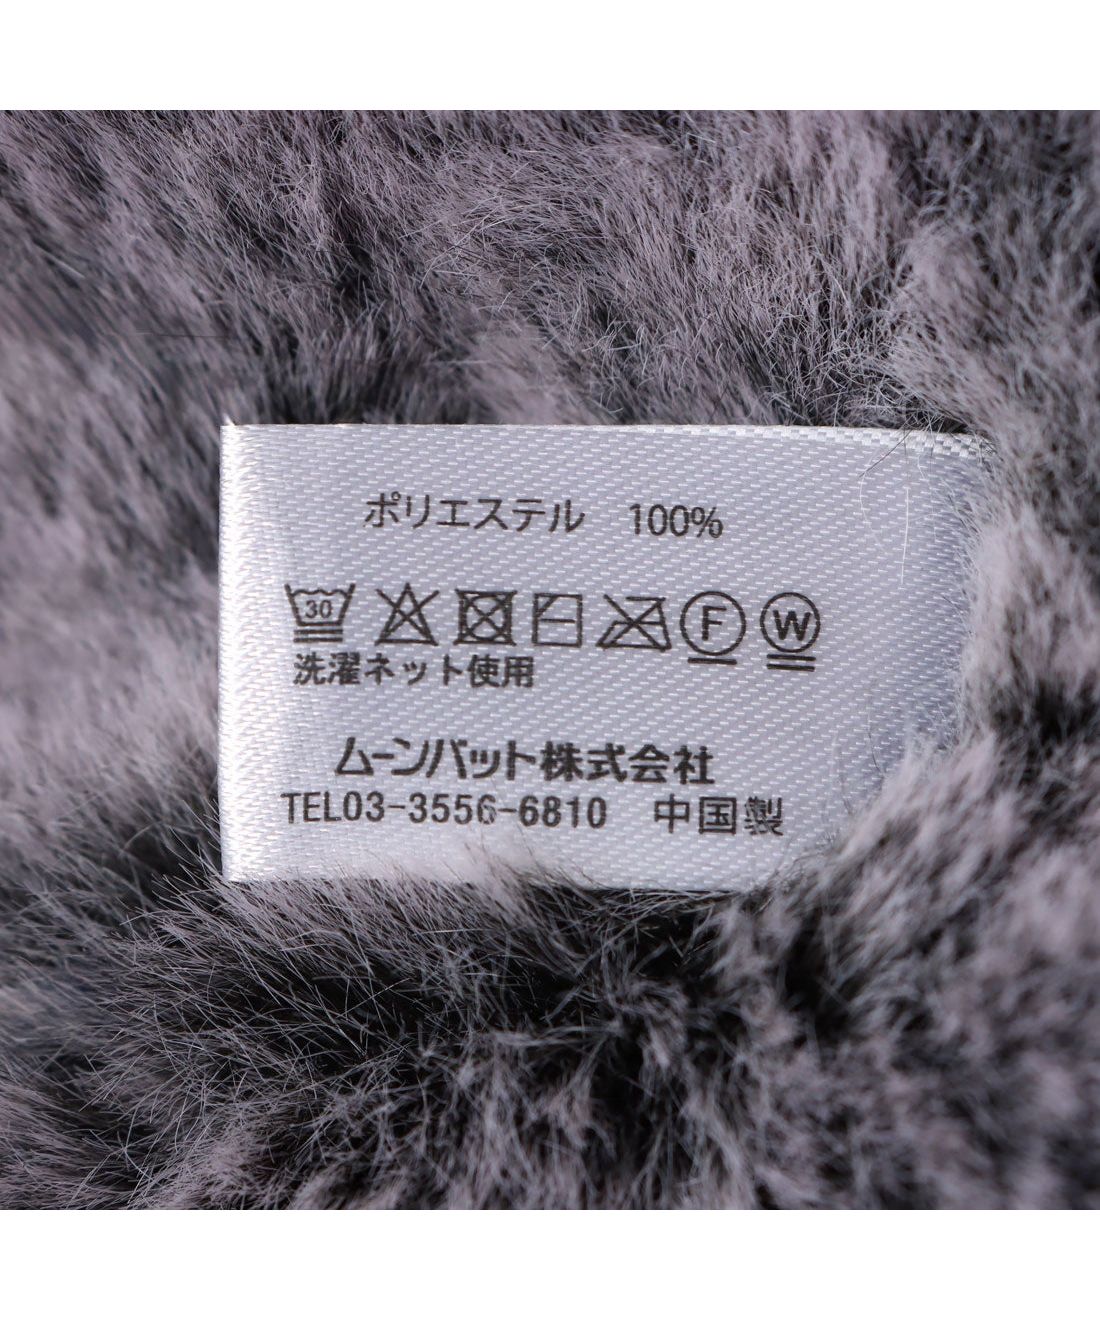 ポリエステル 100%
30 F W
洗濯ネット使用
ムーンバット株式会社
TEL03-3556-6810 中国製